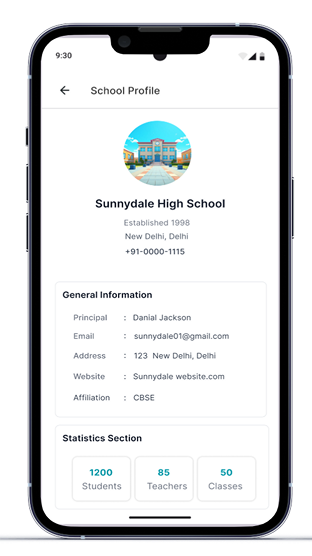 9:30
School Profile
Sunnydale High School
Established 1998
New Delhi, Delhi
+91-0000-1115
General Information
Principal : Danial Jackson
Email : sunnydale01@gmail.com
Address : 123 New Delhi, Delhi
Website : Sunnydale website.com
Affiliation : CBSE
Statistics Section
1200 85 50
Students Teachers Classes